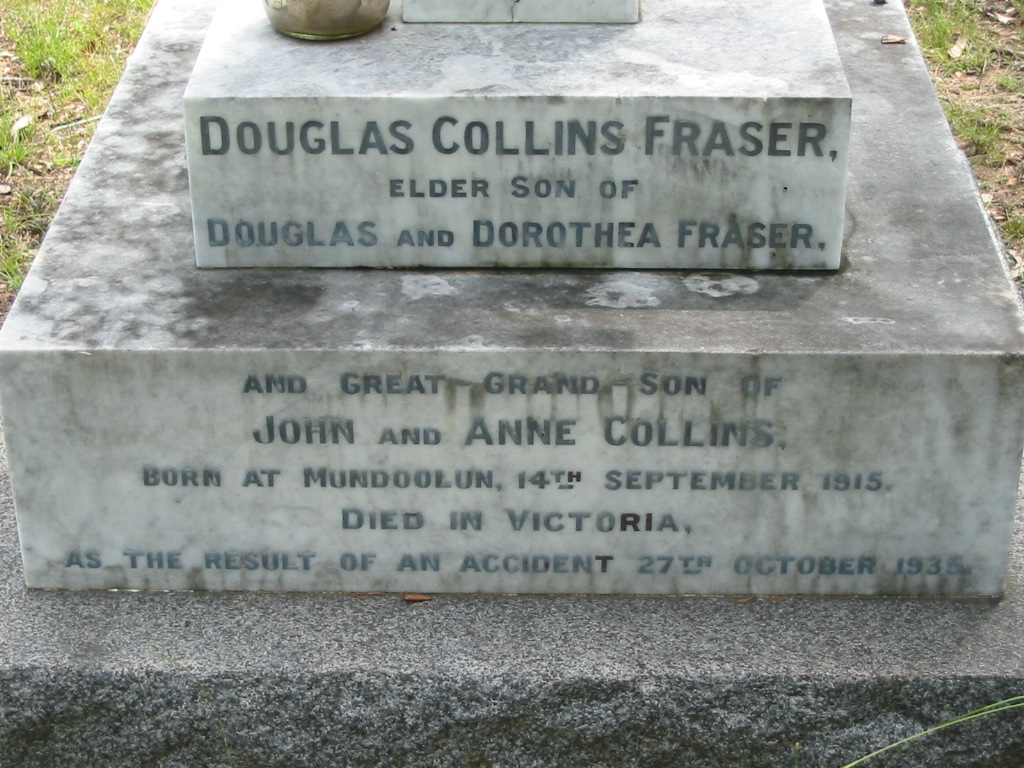 DOUGLAS COLLINS FRASER,
ELDER SON OF
DOUGLAS AND DOROTHEA FRASER,
AND GREAT-GRAND-SON OF
JOHN AND ANNE COLLINS,
BORN AT MUNDOOLUN, 14TH SEPTEMBER 1915.
DIED IN VICTORIA,
AS THE RESULT OF AN ACCIDENT 27TH OCTOBER 1935.